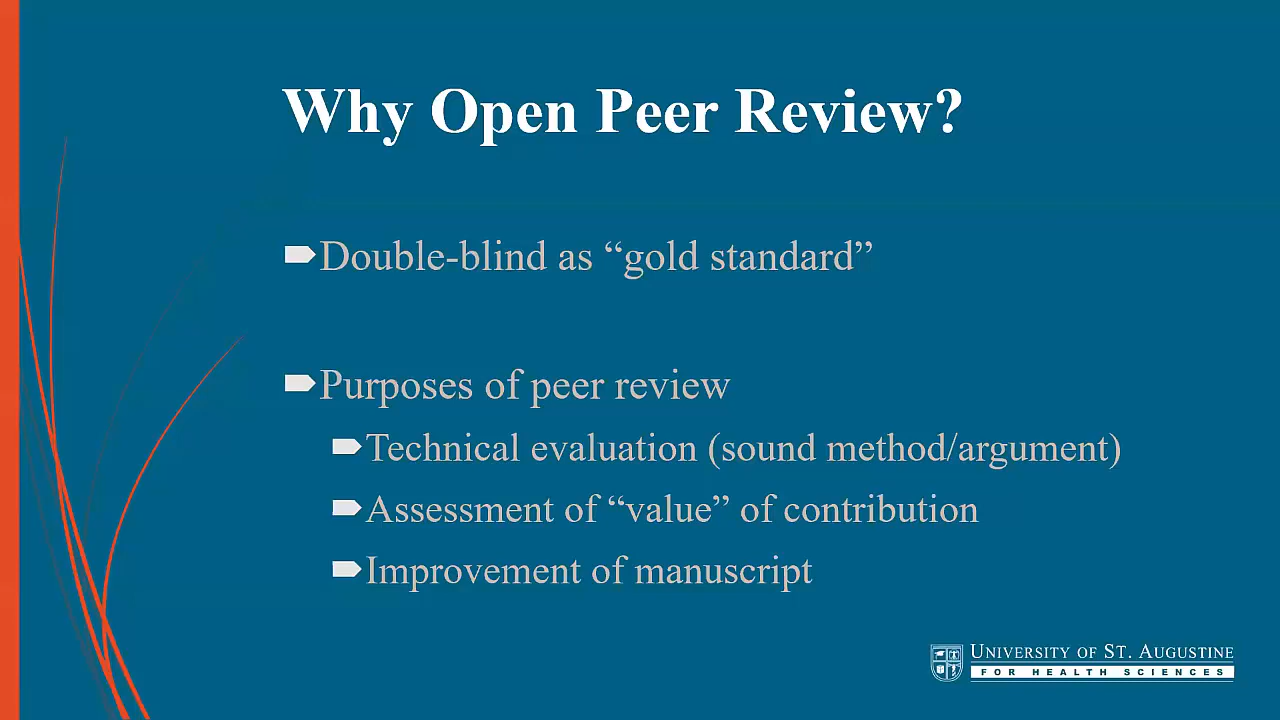 Why Open Peer Review?
Double-blind as “gold standard”
Purposes of peer review
Technical evaluation (sound method/argument)
Assessment of “value” of contribution
Improvement of manuscript
UNIVERSITY OF ST. AUGUSTINE
FOR HEALTH SCIENCES